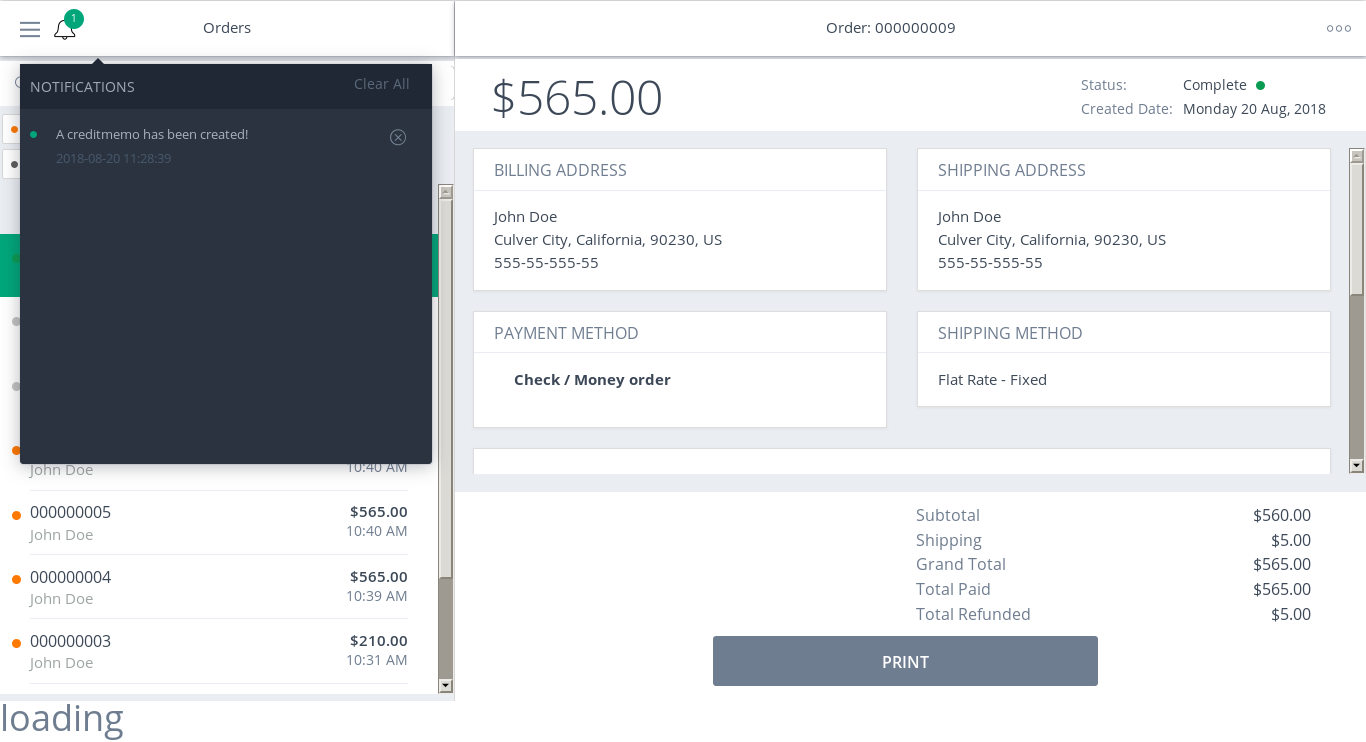 1
Orders
Order: 000000009
NOTIFICATIONS
Clear All
A creditmemo has been created!
2018-08-20 11:28:39
$565.00
Status: Complete
Created Date: Monday 20 Aug, 2018
BILLING ADDRESS
John Doe
Culver City, California, 90230, US
555-55-555-55
SHIPPING ADDRESS
John Doe
Culver City, California, 90230, US
555-55-555-55
PAYMENT METHOD
Check / Money order
SHIPPING METHOD
Flat Rate - Fixed
John Doe 10:40 AM
000000005 $565.00
John Doe 10:40 AM
000000004 $565.00
John Doe 10:39 AM
000000003 $210.00
John Doe 10:31 AM
Subtotal $560.00
Shipping $5.00
Grand Total $565.00
Total Paid $565.00
Total Refunded $5.00
PRINT
loading